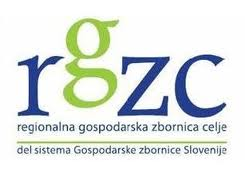 rgzc
regionalna gospodarska zbornica celje
del sistema Gospodarske zbornice Slovenije